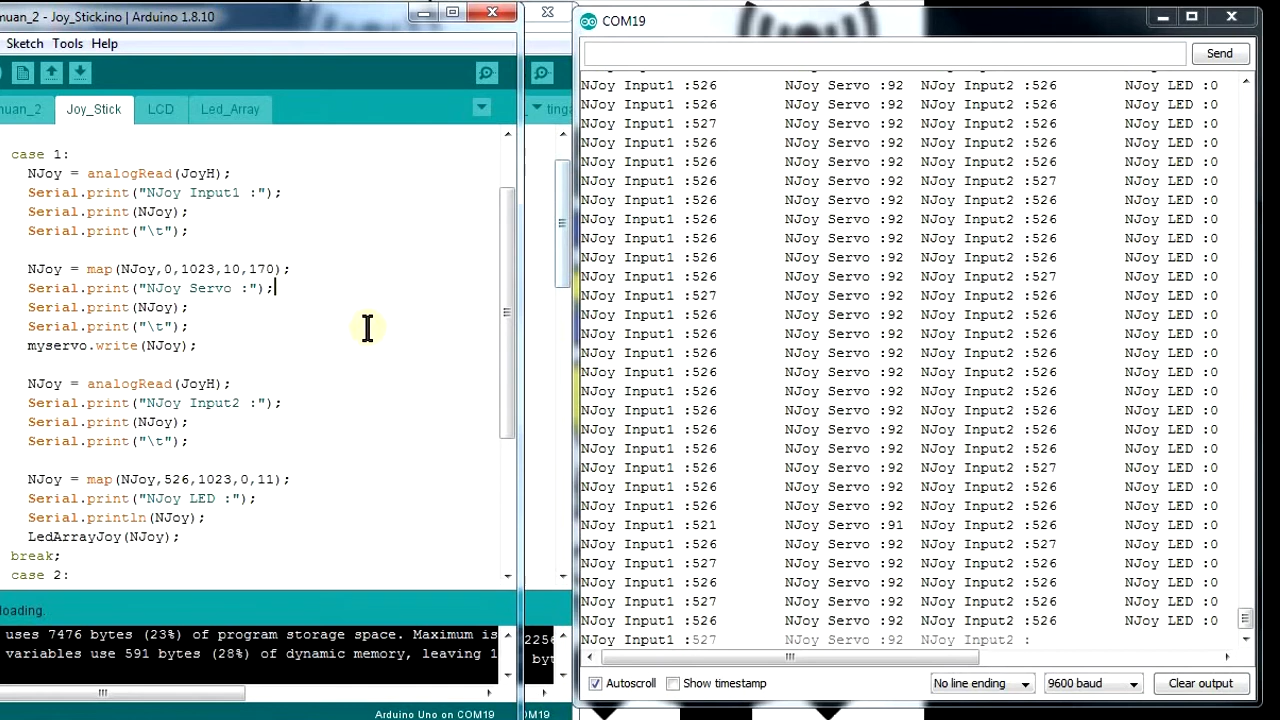 nuan_2 - Joy_Stick.ino | Arduino 1.8.10
Sketch Tools Help
nuan_2 Joy_Stick LCD Led_Array
case 1:
NJoy = analogRead(JoyH);
Serial.print("NJoy Input1 :");
Serial.print(NJoy);
Serial.print("\t");
NJoy = map(NJoy,0,1023,10,170);
Serial.print("NJoy Servo :");
Serial.print(NJoy);
Serial.print("\t");
myservo.write(NJoy);
NJoy = analogRead(JoyH);
Serial.print("NJoy Input2 :");
Serial.print(NJoy);
Serial.print("\t");
NJoy = map(NJoy,526,1023,0,11);
Serial.print("NJoy LED :");
Serial.println(NJoy);
LedArrayJoy(NJoy);
break;
case 2:
loading.
uses 7476 bytes (23%) of program storage space. Maximum is
variables use 591 bytes (28%) of dynamic memory, leaving 1
Arduino Uno on COM19
tinga
2256
byt
OM19
COM19
Send
NJoy Input1 :526 NJoy Servo :92 NJoy Input2 :526 NJoy LED :0
NJoy Input1 :526 NJoy Servo :92 NJoy Input2 :526 NJoy LED :0
NJoy Input1 :527 NJoy Servo :92 NJoy Input2 :526 NJoy LED :0
NJoy Input1 :526 NJoy Servo :92 NJoy Input2 :526 NJoy LED :0
NJoy Input1 :526 NJoy Servo :92 NJoy Input2 :526 NJoy LED :0
NJoy Input1 :526 NJoy Servo :92 NJoy Input2 :527 NJoy LED :0
NJoy Input1 :526 NJoy Servo :92 NJoy Input2 :526 NJoy LED :0
NJoy Input1 :526 NJoy Servo :92 NJoy Input2 :526 NJoy LED :0
NJoy Input1 :526 NJoy Servo :92 NJoy Input2 :526 NJoy LED :0
NJoy Input1 :526 NJoy Servo :92 NJoy Input2 :526 NJoy LED :0
NJoy Input1 :526 NJoy Servo :92 NJoy Input2 :527 NJoy LED :0
NJoy Input1 :527 NJoy Servo :92 NJoy Input2 :526 NJoy LED :0
NJoy Input1 :526 NJoy Servo :92 NJoy Input2 :526 NJoy LED :0
NJoy Input1 :526 NJoy Servo :92 NJoy Input2 :526 NJoy LED :0
NJoy Input1 :526 NJoy Servo :92 NJoy Input2 :526 NJoy LED :0
NJoy Input1 :526 NJoy Servo :92 NJoy Input2 :526 NJoy LED :0
NJoy Input1 :526 NJoy Servo :92 NJoy Input2 :526 NJoy LED :0
NJoy Input1 :526 NJoy Servo :92 NJoy Input2 :526 NJoy LED :0
NJoy Input1 :526 NJoy Servo :92 NJoy Input2 :526 NJoy LED :0
NJoy Input1 :526 NJoy Servo :92 NJoy Input2 :526 NJoy LED :0
NJoy Input1 :526 NJoy Servo :92 NJoy Input2 :527 NJoy LED :0
NJoy Input1 :526 NJoy Servo :92 NJoy Input2 :526 NJoy LED :0
NJoy Input1 :526 NJoy Servo :92 NJoy Input2 :526 NJoy LED :0
NJoy Input1 :521 NJoy Servo :91 NJoy Input2 :526 NJoy LED :0
NJoy Input1 :526 NJoy Servo :92 NJoy Input2 :527 NJoy LED :0
NJoy Input1 :527 NJoy Servo :92 NJoy Input2 :526 NJoy LED :0
NJoy Input1 :526 NJoy Servo :92 NJoy Input2 :526 NJoy LED :0
NJoy Input1 :527 NJoy Servo :92 NJoy Input2 :526 NJoy LED :0
NJoy Input1 :526 NJoy Servo :92 NJoy Input2 :526 NJoy LED :0
NJoy Input1 :527 NJoy Servo :92 NJoy Input2 :
Autoscroll Show timestamp No line ending 9600 baud Clear output